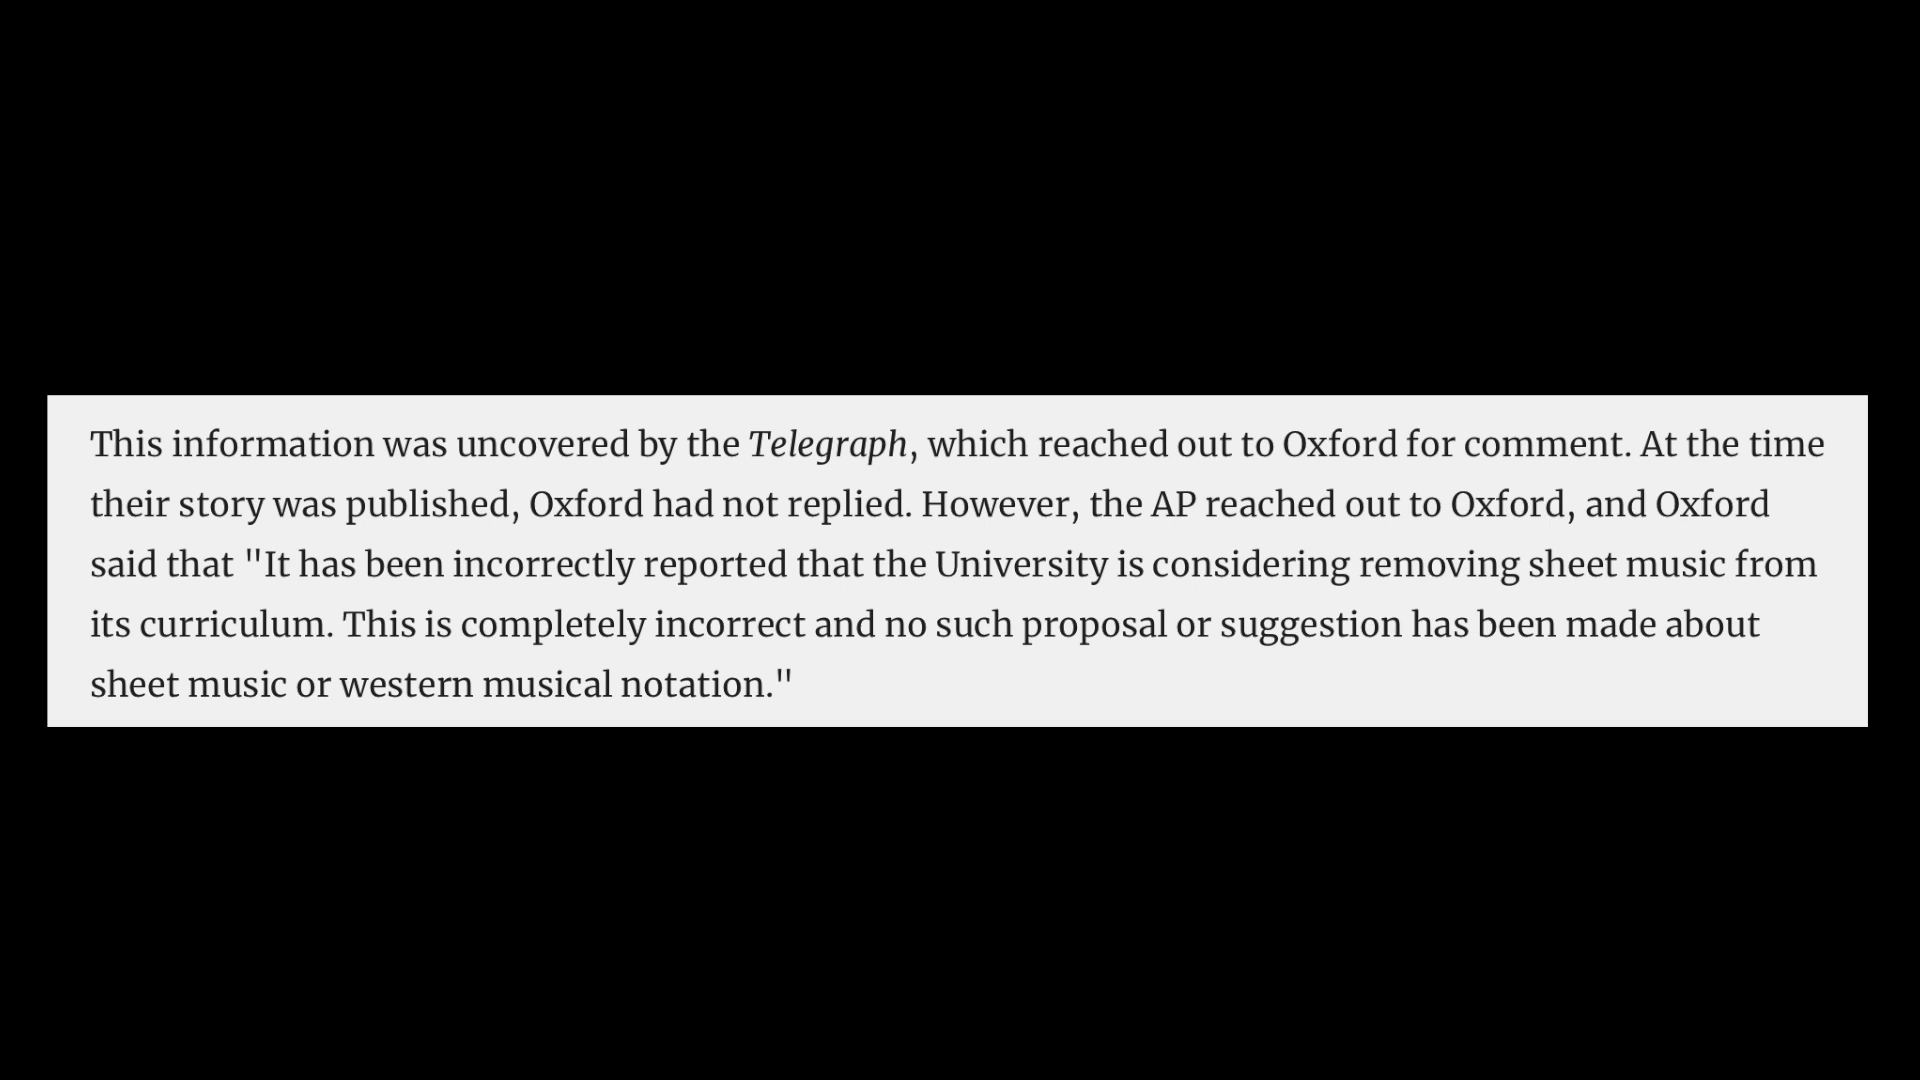 This information was uncovered by the Telegraph, which reached out to Oxford for comment. At the time
their story was published, Oxford had not replied. However, the AP reached out to Oxford, and Oxford
said that "It has been incorrectly reported that the University is considering removing sheet music from
its curriculum. This is completely incorrect and no such proposal or suggestion has been made about
sheet music or western musical notation."